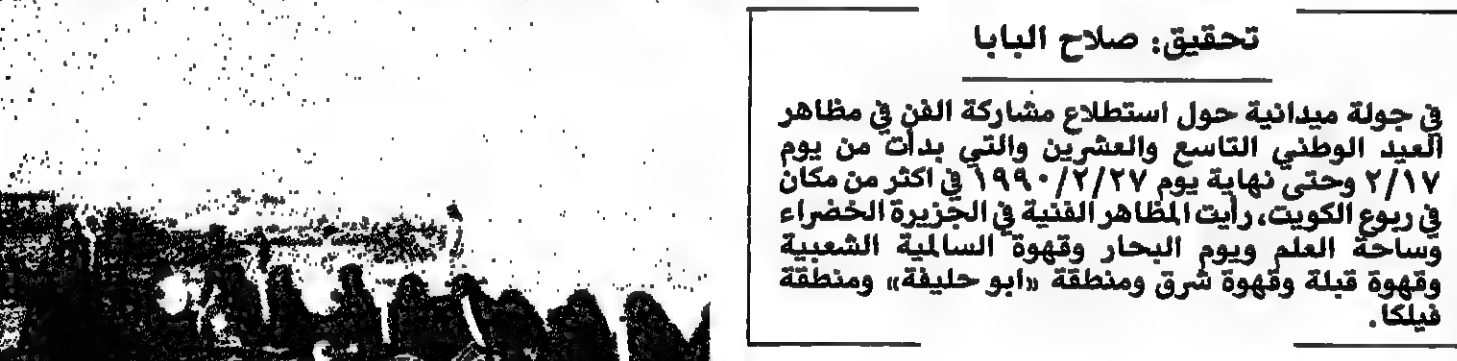 تحقيق: صلاح البابا
في جولة ميدانية حول استطلاع مشاركة الفن في مظاهر
العيد الوطني التاسع والعشرين والتي بدأت من يوم
٢/١٧ وحتى نهاية يوم ١٩٩٠/٢/٢٧ في اكثر من مكان
في ربوع الكويت، رأيت المظاهر الفنية في الجزيرة الخضراء
وساحة العلم ويوم البحار وقهوة السالمية الشعبية
وقهوة قبلة وقهوة شرق ومنطقة «أبو حليفة» ومنطقة
فيلكا.